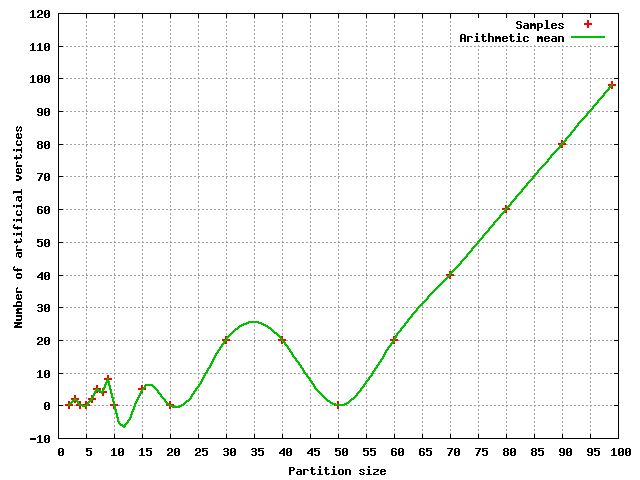 120
110
100
90
80
70
60
50
40
30
20
10
0
-10
Number of artificial vertices
Samples
Arithmetic mean
0 5 10 15 20 25 30 35 40 45 50 55 60 65 70 75 80 85 90 95 100
Partition size